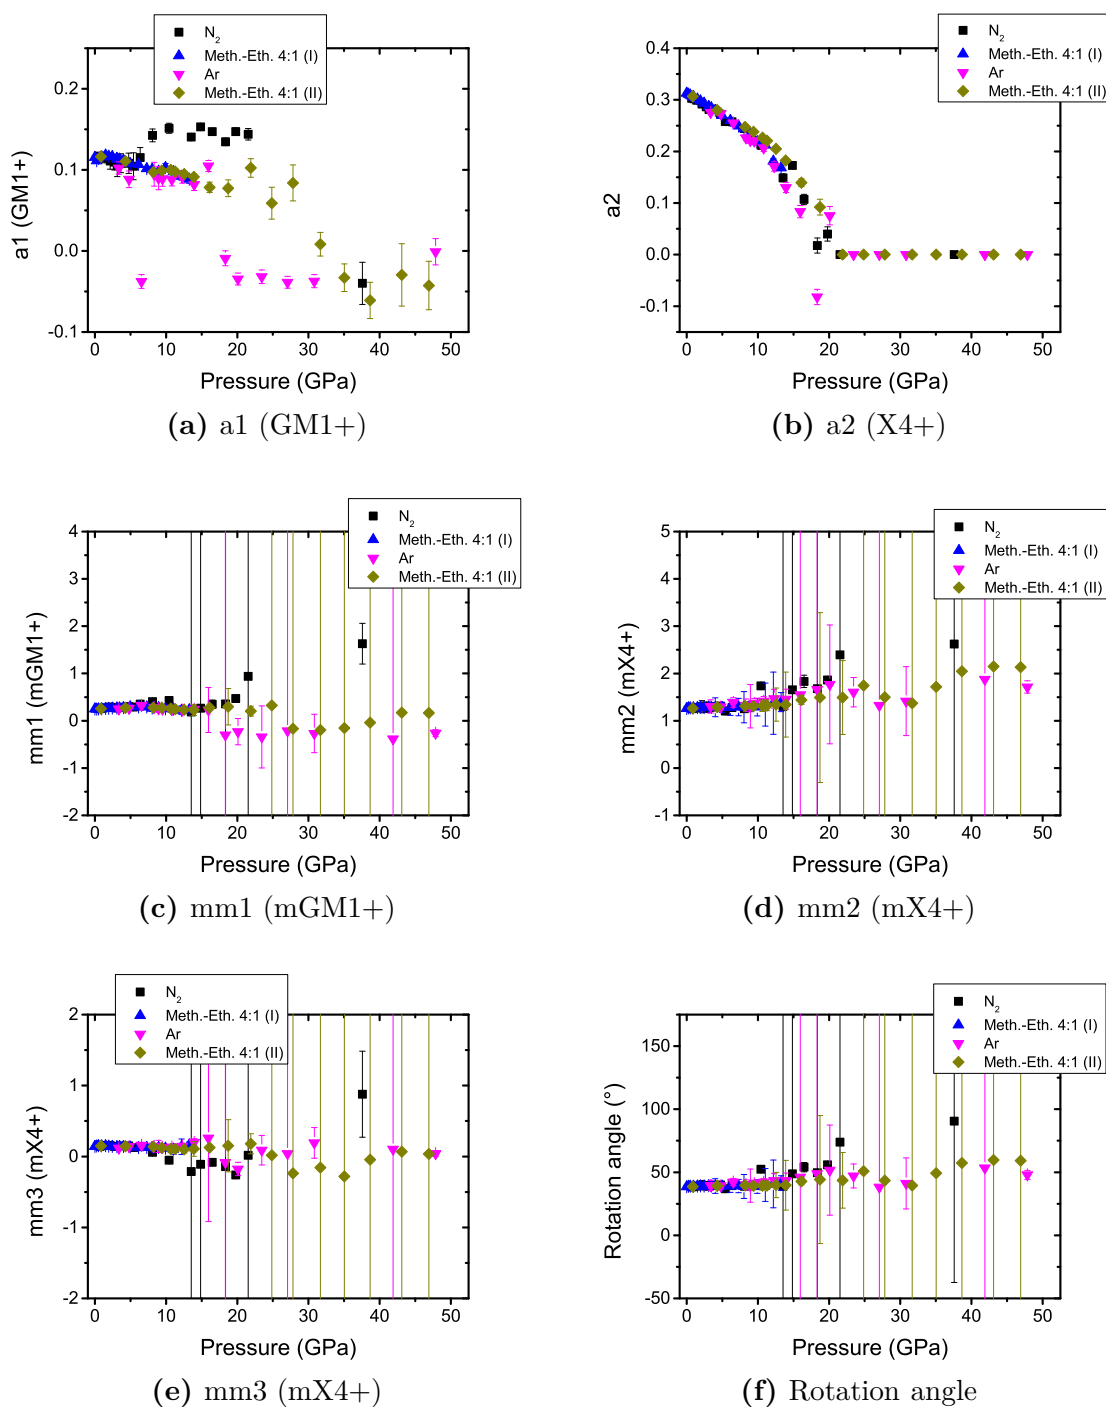 N2
Meth.-Eth. 4:1 (I)
Ar
Meth.-Eth. 4:1 (II)
0.2
0.1
0.0
-0.1
a1 (GM1+)
0 10 20 30 40 50
Pressure (GPa)
(a) a1 (GM1+)
N2
Meth.-Eth. 4:1 (I)
Ar
Meth.-Eth. 4:1 (II)
0.4
0.3
0.2
0.1
0.0
-0.1
a2
0 10 20 30 40 50
Pressure (GPa)
(b) a2 (X4+)
N2
Meth.-Eth. 4:1 (I)
Ar
Meth.-Eth. 4:1 (II)
4
3
2
1
0
-1
-2
mm1 (mGM1+)
0 10 20 30 40 50
Pressure (GPa)
(c) mm1 (mGM1+)
N2
Meth.-Eth. 4:1 (I)
Ar
Meth.-Eth. 4:1 (II)
5
4
3
2
1
0
-1
mm2 (mX4+)
0 10 20 30 40 50
Pressure (GPa)
(d) mm2 (mX4+)
N2
Meth.-Eth. 4:1 (I)
Ar
Meth.-Eth. 4:1 (II)
2
1
0
-1
-2
mm3 (mX4+)
0 10 20 30 40 50
Pressure (GPa)
(e) mm3 (mX4+)
N2
Meth.-Eth. 4:1 (I)
Ar
Meth.-Eth. 4:1 (II)
150
100
50
0
-50
Rotation angle (°)
0 10 20 30 40 50
Pressure (GPa)
(f) Rotation angle